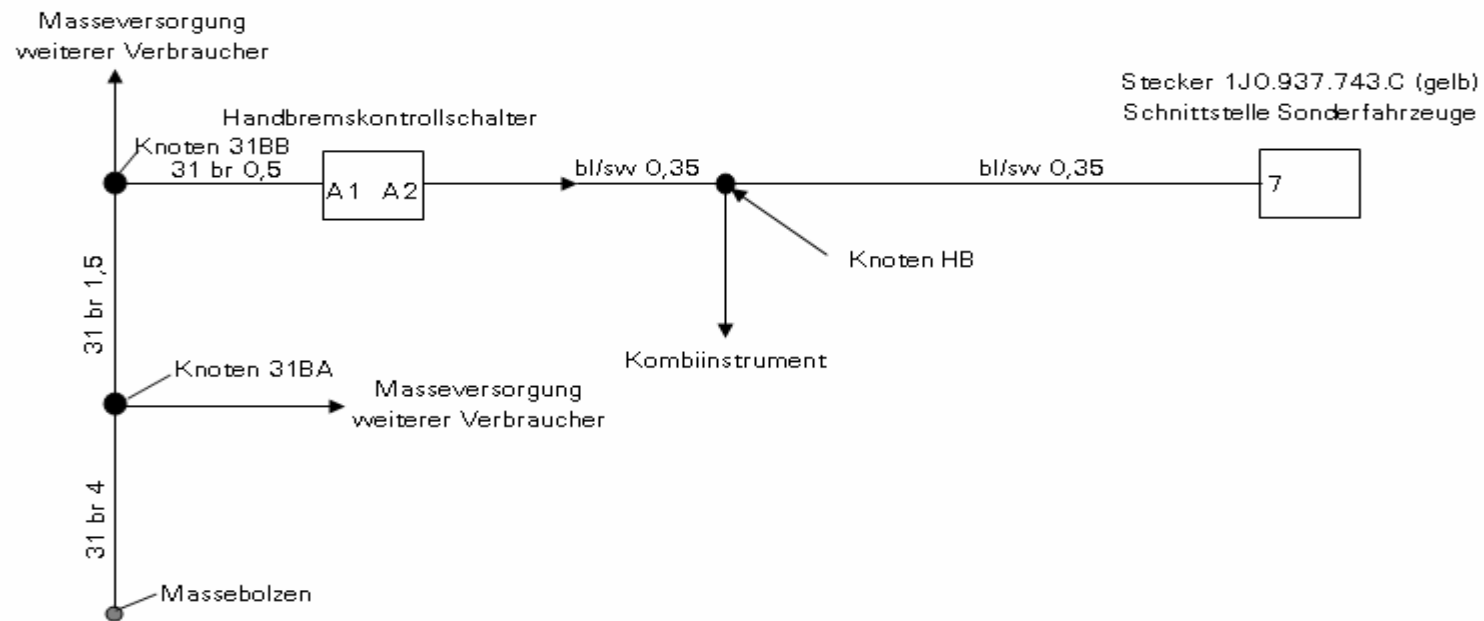 Masseversorgung
weiterer Verbraucher
Stecker 1JO.937.743.C (gelb)
Schnittstelle Sonderfahrzeuge
Handbremskontrollschalter
Knoten 31BB
31 br 0,5
A1 A2
bl/sw 0,35
bl/sw 0,35
7
Knoten HB
31 br 1,5
Kombiinstrument
Knoten 31BA
Masseversorgung
weiterer Verbraucher
31 br 4
Massebolzen